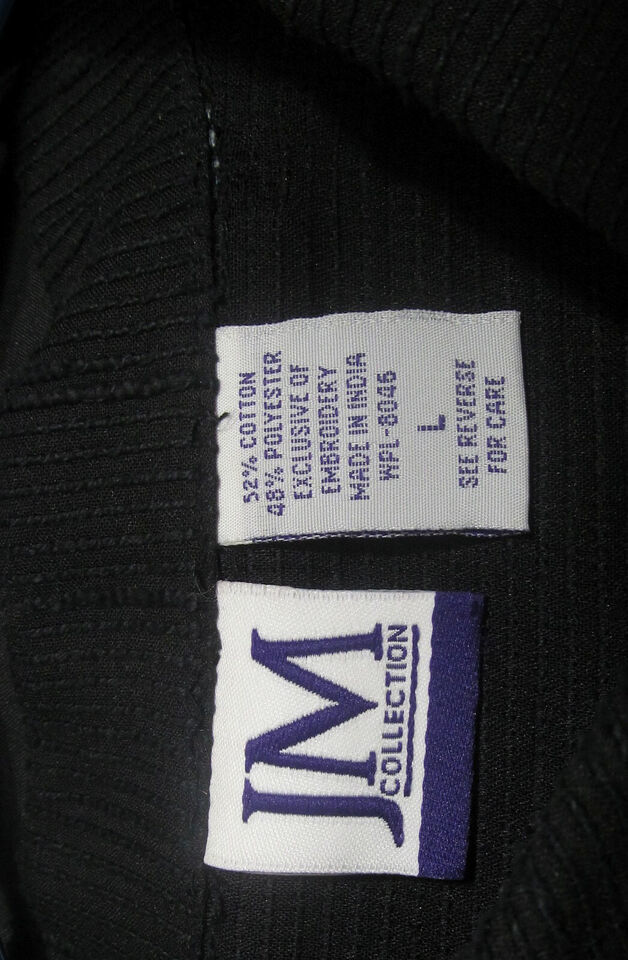 52% COTTON
48% POLYESTER
EXCLUSIVE OF
EMBROIDERY
MADE IN INDIA
WPL-8046
L
SEE REVERSE
FOR CARE
JM
COLLECTION